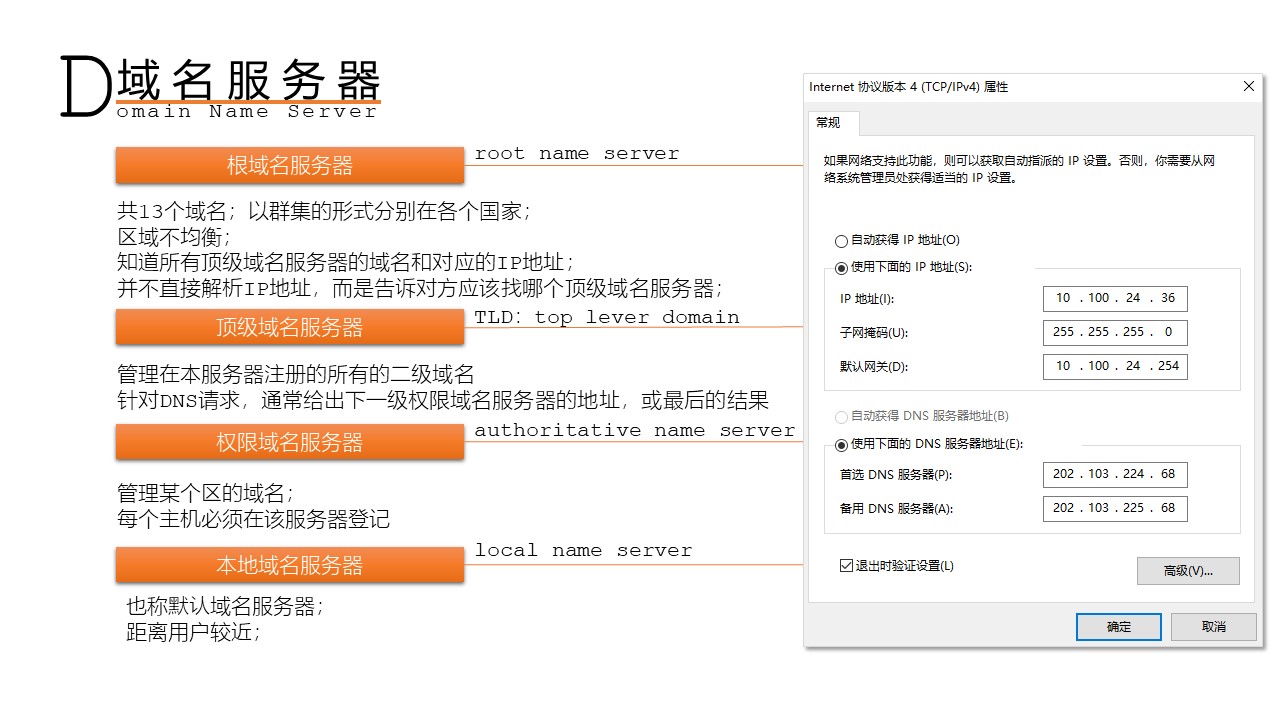 域名服务器
Domain Name Server
根域名服务器
root name server
共13个域名；以群集的形式分别在各个国家；
区域不均衡；
知道所有顶级域名服务器的域名和对应的IP地址；
并不直接解析IP地址，而是告诉对方应该找哪个顶级域名服务器；
顶级域名服务器
TLD：top lever domain
管理在本服务器注册的所有的二级域名
针对DNS请求，通常给出下一级权限域名服务器的地址，或最后的结果
权限域名服务器
authoritative name server
管理某个区的域名；
每个主机必须在该服务器登记
本地域名服务器
local name server
也称默认域名服务器；
距离用户较近；
Internet 协议版本 4 (TCP/IPv4) 属性
常规
如果网络支持此功能，则可以获取自动指派的 IP 设置。否则，你需要从网
络系统管理员处获得适当的 IP 设置。
自动获得 IP 地址(O)
使用下面的 IP 地址(S):
IP 地址(I): 10 . 100 . 24 . 36
子网掩码(U): 255 . 255 . 255 . 0
默认网关(D): 10 . 100 . 24 . 254
自动获得 DNS 服务器地址(B)
使用下面的 DNS 服务器地址(E):
首选 DNS 服务器(P): 202 . 103 . 224 . 68
备用 DNS 服务器(A): 202 . 103 . 225 . 68
退出时验证设置(L)
高级(V)...
确定 取消